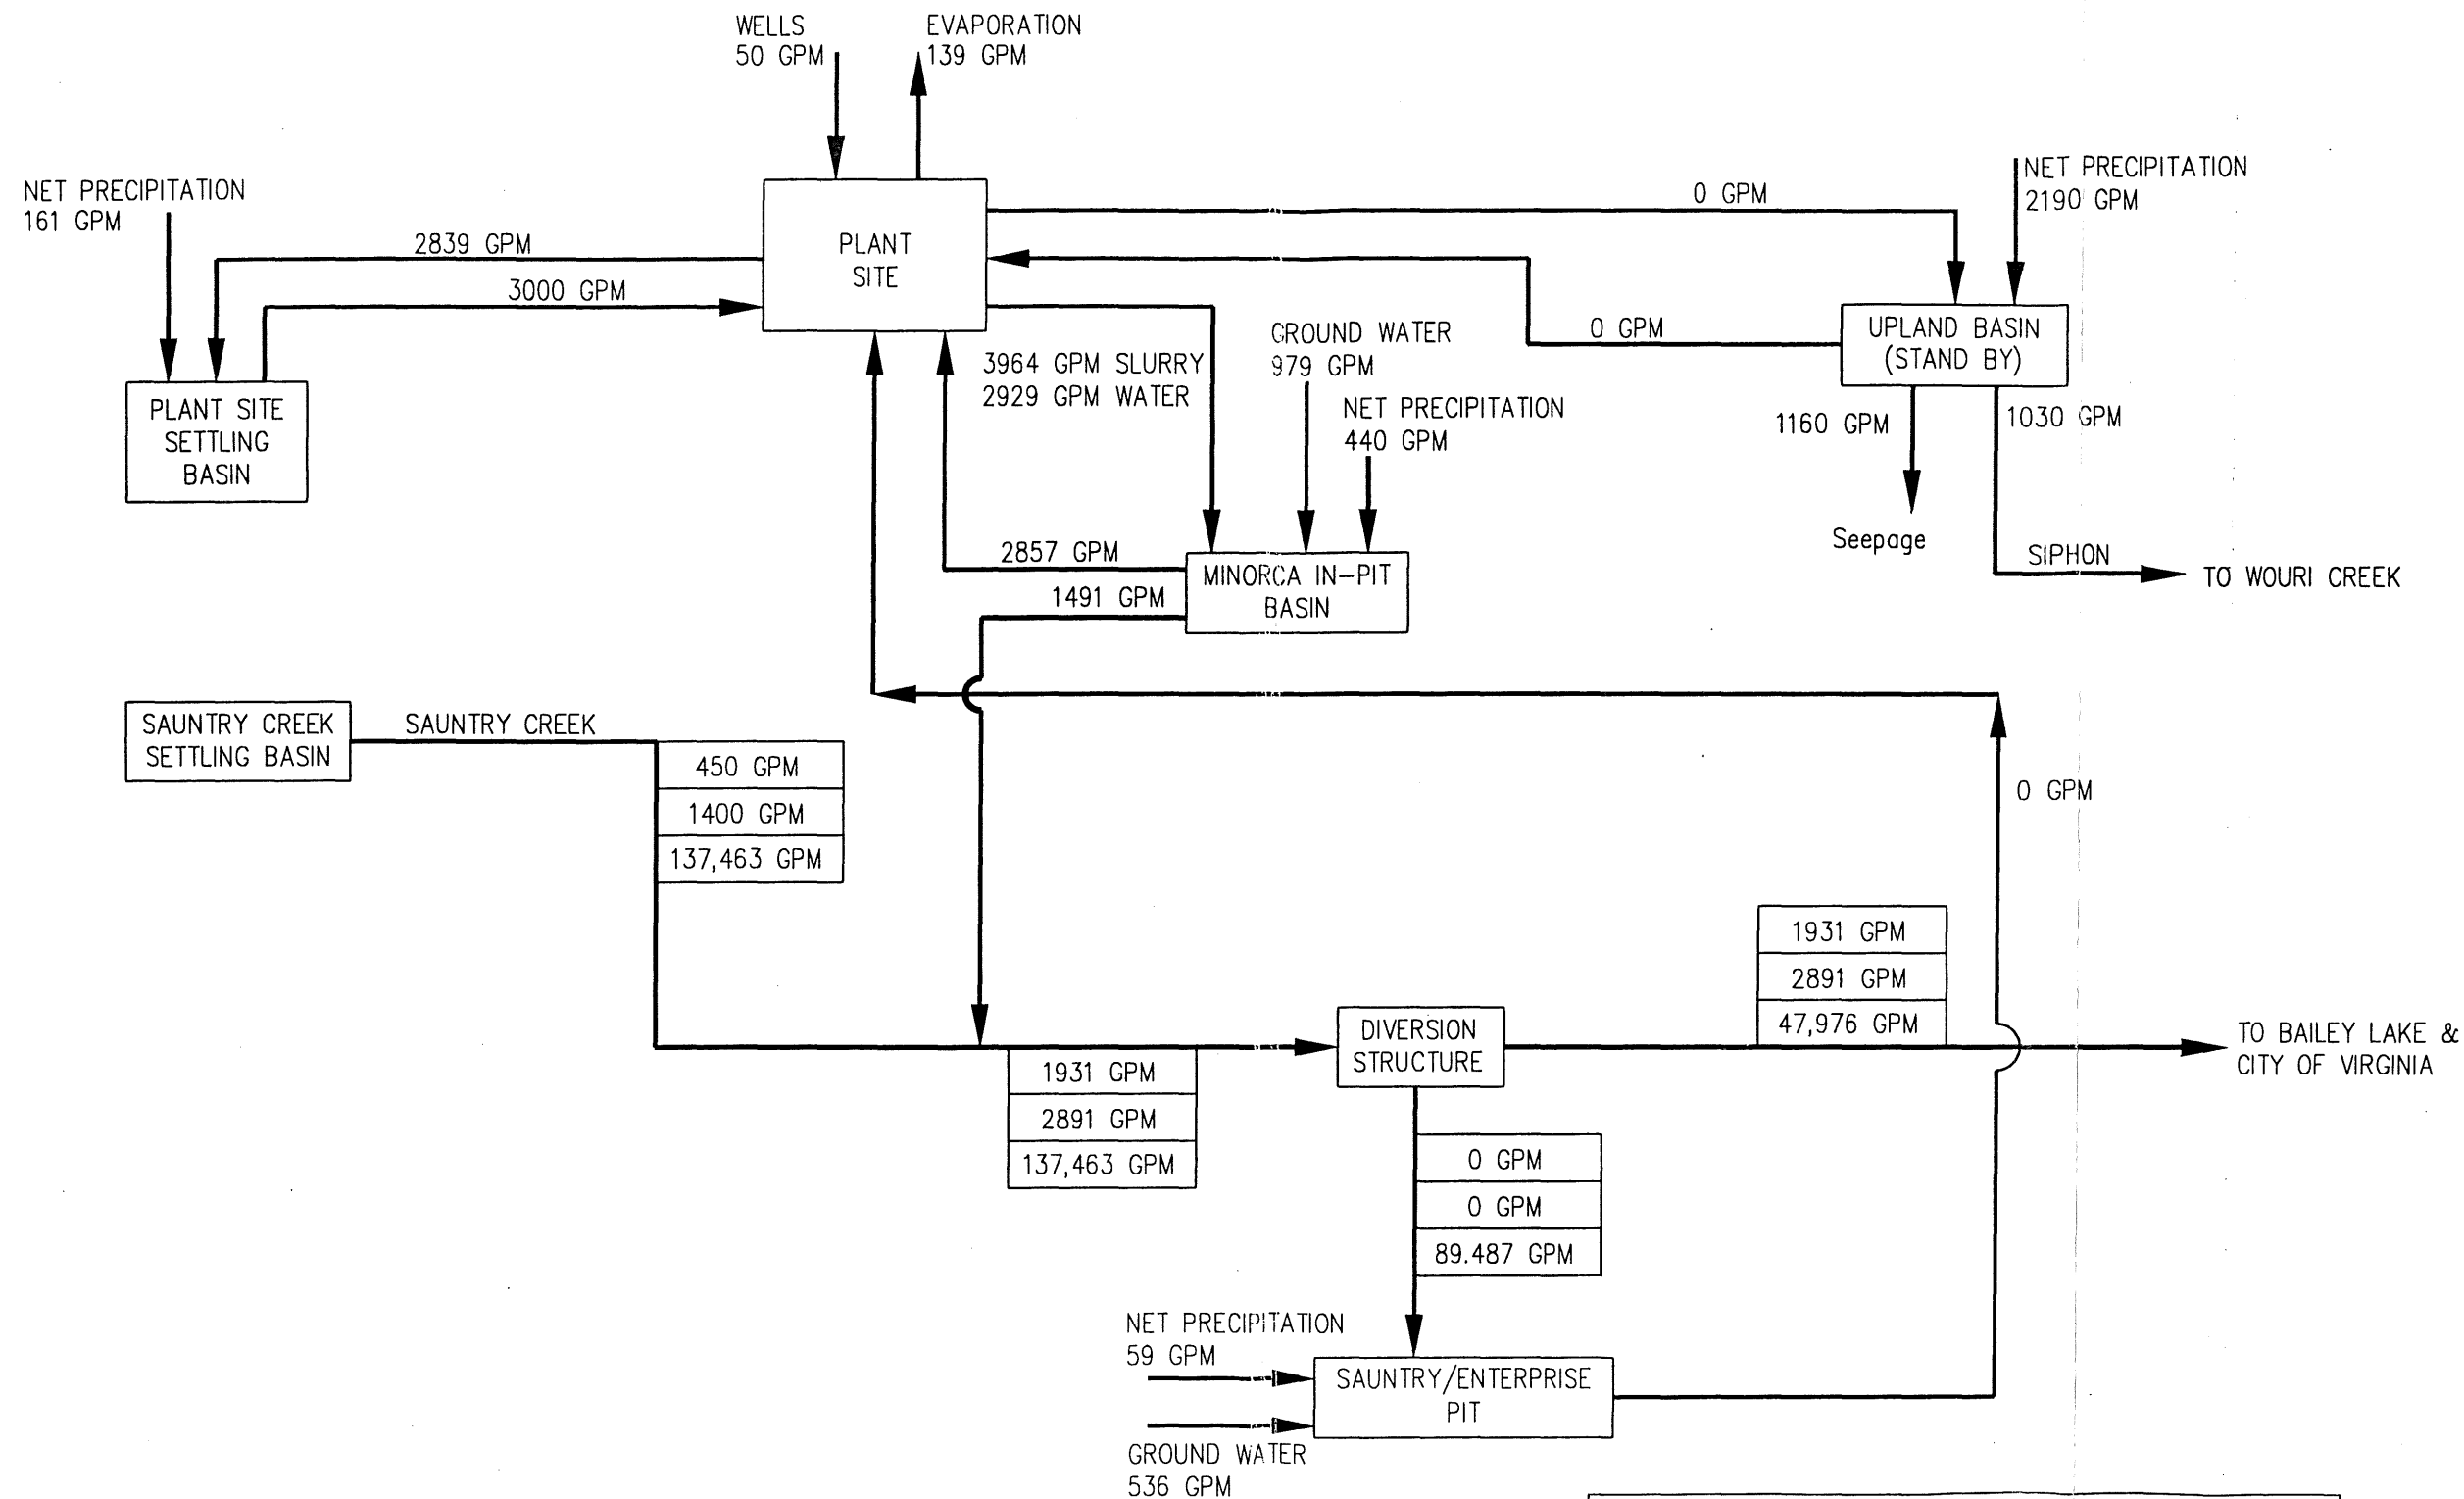 WELLS
50 GPM
EVAPORATION
139 GPM
NET PRECIPITATION
161 GPM
2839 GPM
3000 GPM
PLANT
SITE
0 GPM
NET PRECIPITATION
2190 GPM
0 GPM
UPLAND BASIN
(STAND BY)
PLANT SITE
SETTLING
BASIN
3964 GPM SLURRY
2929 GPM WATER
GROUND WATER
979 GPM
NET PRECIPITATION
440 GPM
1160 GPM
1030 GPM
Seepage
SIPHON
TO WOURI CREEK
2857 GPM
1491 GPM
MINORCA IN-PIT
BASIN
SAUNTRY CREEK
SETTLING BASIN
SAUNTRY CREEK
450 GPM
1400 GPM
137,463 GPM
0 GPM
1931 GPM
2891 GPM
47,976 GPM
DIVERSION
STRUCTURE
TO BAILEY LAKE &
CITY OF VIRGINIA
1931 GPM
2891 GPM
137,463 GPM
0 GPM
0 GPM
89.487 GPM
NET PRECIPITATION
59 GPM
SAUNTRY/ENTERPRISE
PIT
GROUND WATER
536 GPM